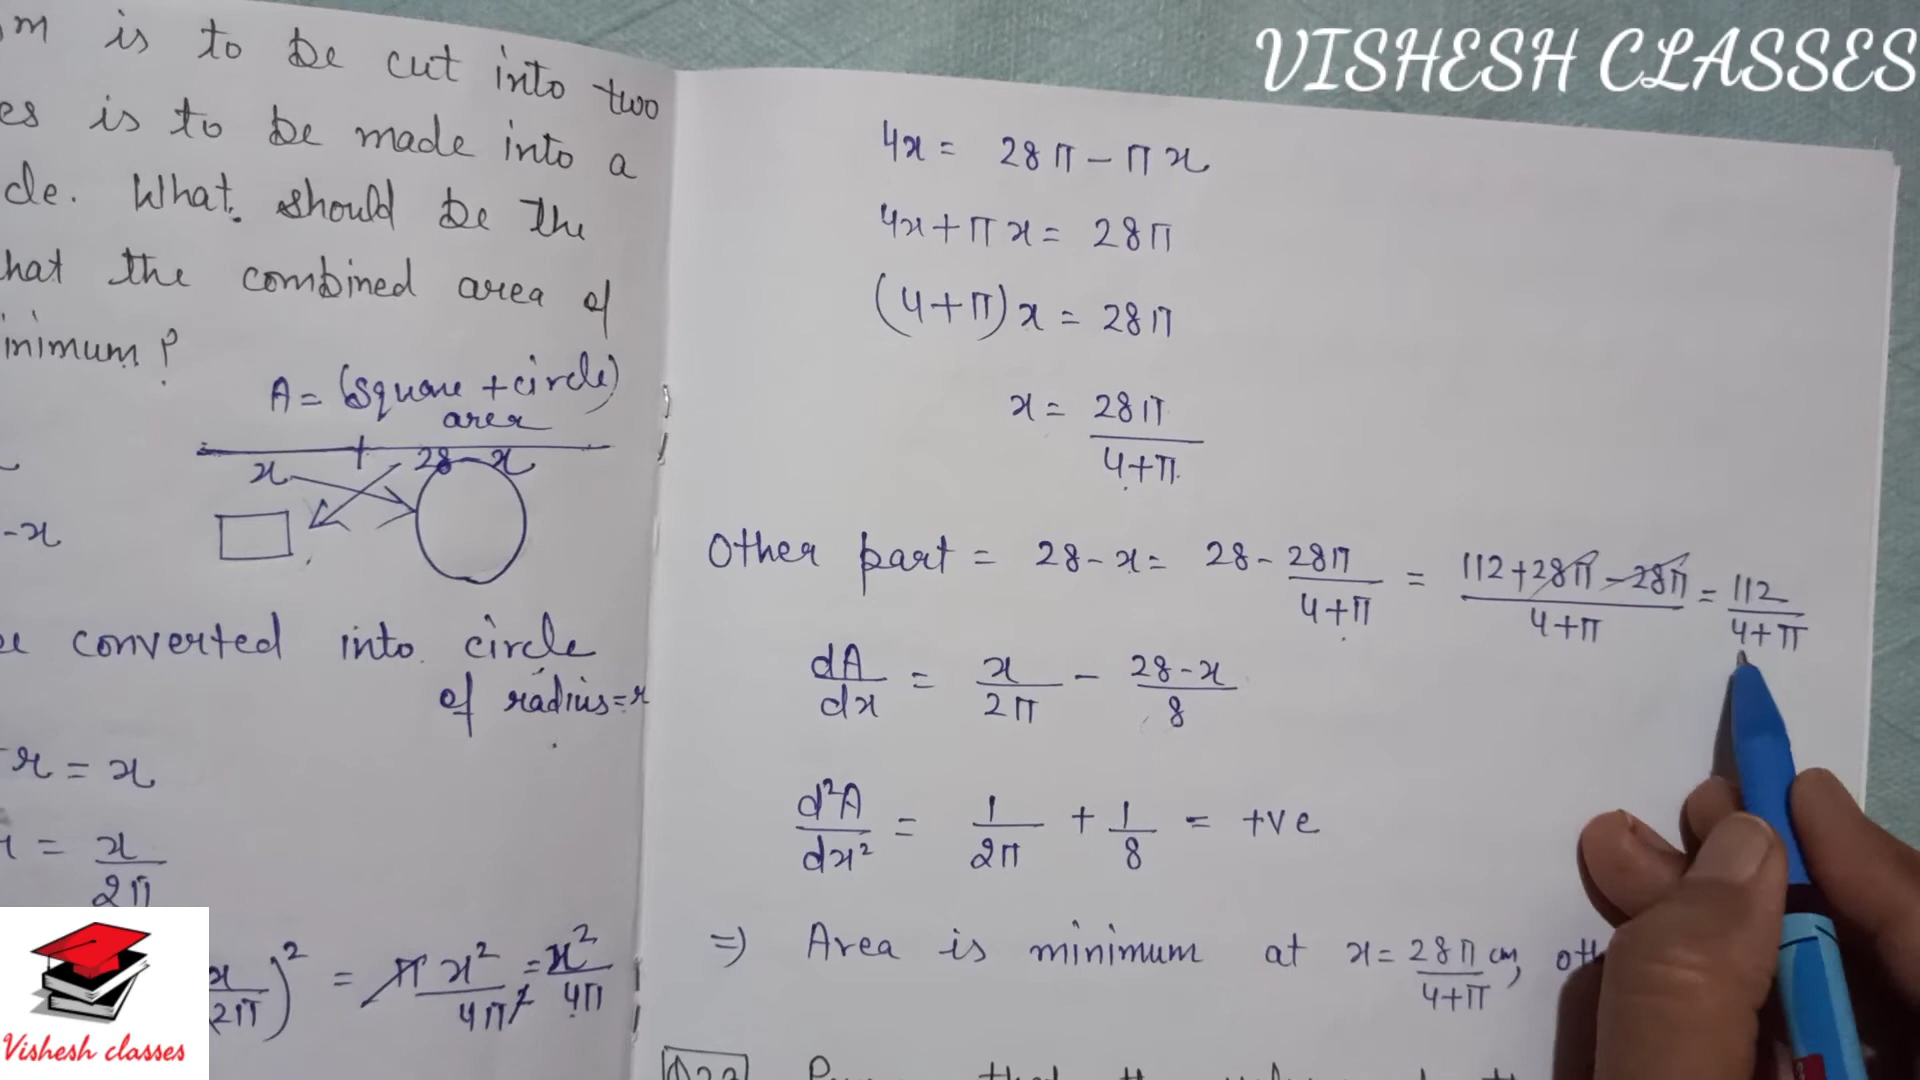 VISHESH CLASSES
m is to be cut into two
es is to be made into a
cle. What should be the
hat the combined area of
inimum?
A = (square + circle)
area
x 28-x
-x
converted into circle
of radius = r
r = x
= x/2π
x/2π)² = πx²/4π² = x²/4π
4x = 28π - πx
4x + πx = 28π
(4+π)x = 28π
x = 28π/4+π
Other part = 28-x = 28 - 28π/4+π = 112+28π-28π/4+π = 112/4+π
dA/dx = x/2π - 28-x/8
d²A/dx² = 1/2π + 1/8 = +ve
⇒ Area is minimum at x = 28π/4+π cm,
Vishesh classes